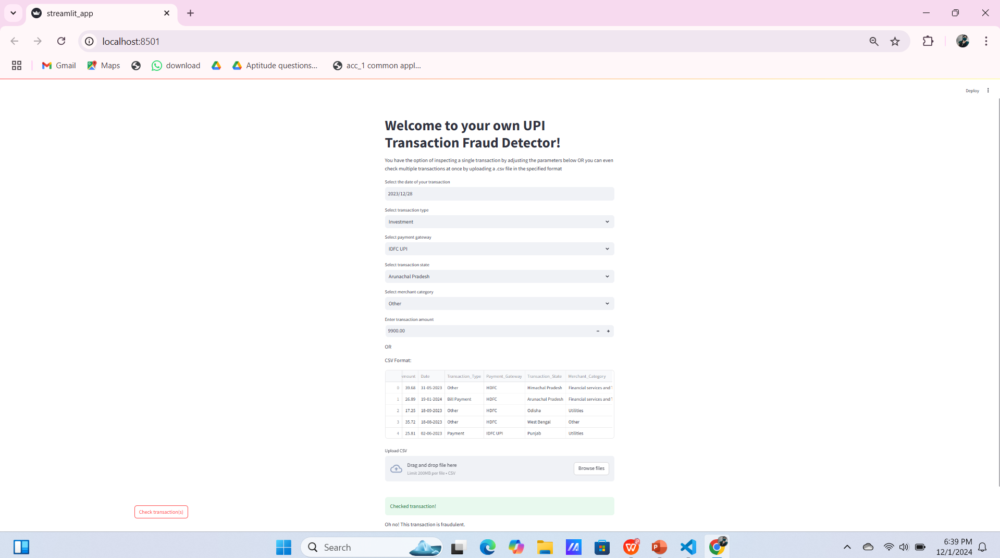 streamlit_app
localhost:8501
Gmail
Maps
download
Aptitude questions...
acc_1 common appl...
Deploy
Welcome to your own UPI
Transaction Fraud Detector!
You have the option of inspecting a single transaction by adjusting the parameters below OR you can even
check multiple transactions at once by uploading a .csv file in the specified format
Select the date of your transaction
2023/12/28
Select transaction type
Investment
Select payment gateway
IDFC UPI
Select transaction state
Arunachal Pradesh
Select merchant category
Other
Enter transaction amount
9900.00
OR
CSV Format:
mount Date Transaction_Type Payment_Gateway Transaction_State Merchant_Category
0 39.68 31-05-2023 Other HDFC Himachal Pradesh Financial services and T
1 26.89 19-01-2024 Bill Payment HDFC Arunachal Pradesh Financial services and T
2 17.25 18-09-2023 Other HDFC Odisha Utilities
3 35.72 18-08-2023 Other HDFC West Bengal Other
4 25.81 02-06-2023 Payment IDFC UPI Punjab Utilities
Upload CSV
Drag and drop file here
Limit 200MB per file • CSV
Browse files
Checked transaction!
Check transaction(s)
Oh no! This transaction is fraudulent.
Search
6:39 PM
12/1/2024